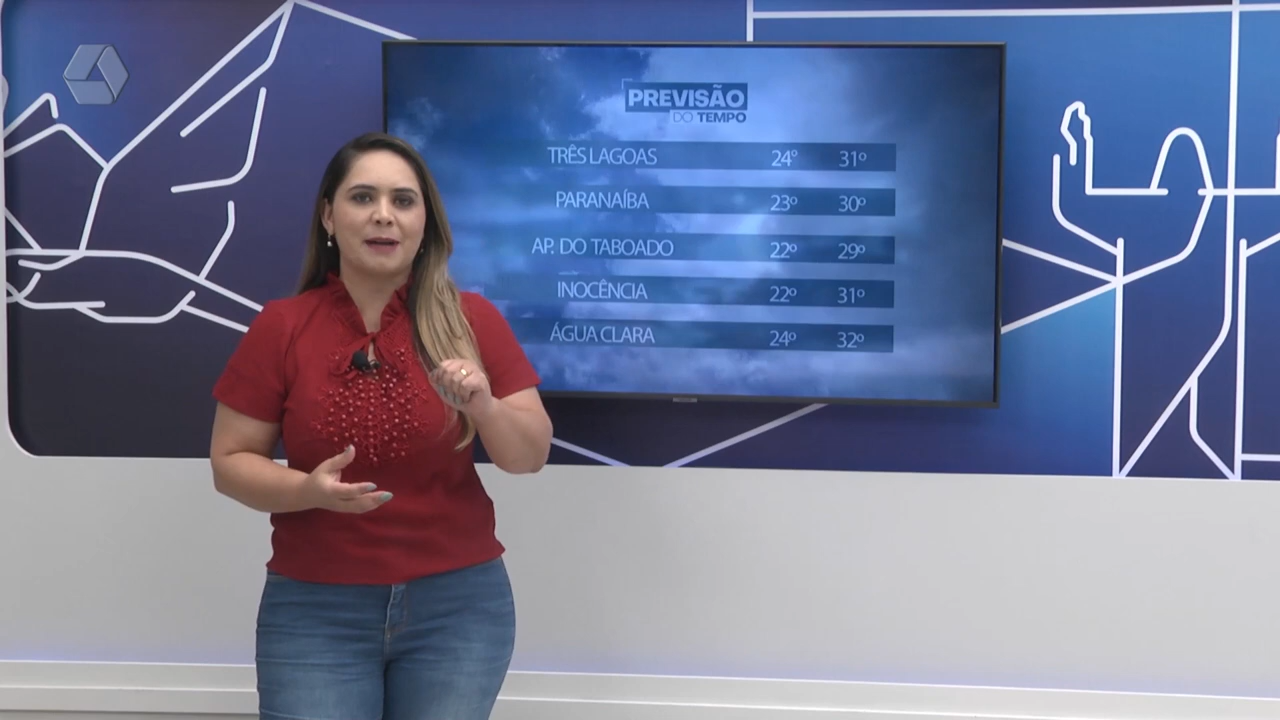 PREVISÃO
DO TEMPO
TRÊS LAGOAS 24º 31º
PARANAÍBA 23º 30º
AP. DO TABOADO 22º 29º
INOCÊNCIA 22º 31º
ÁGUA CLARA 24º 32º